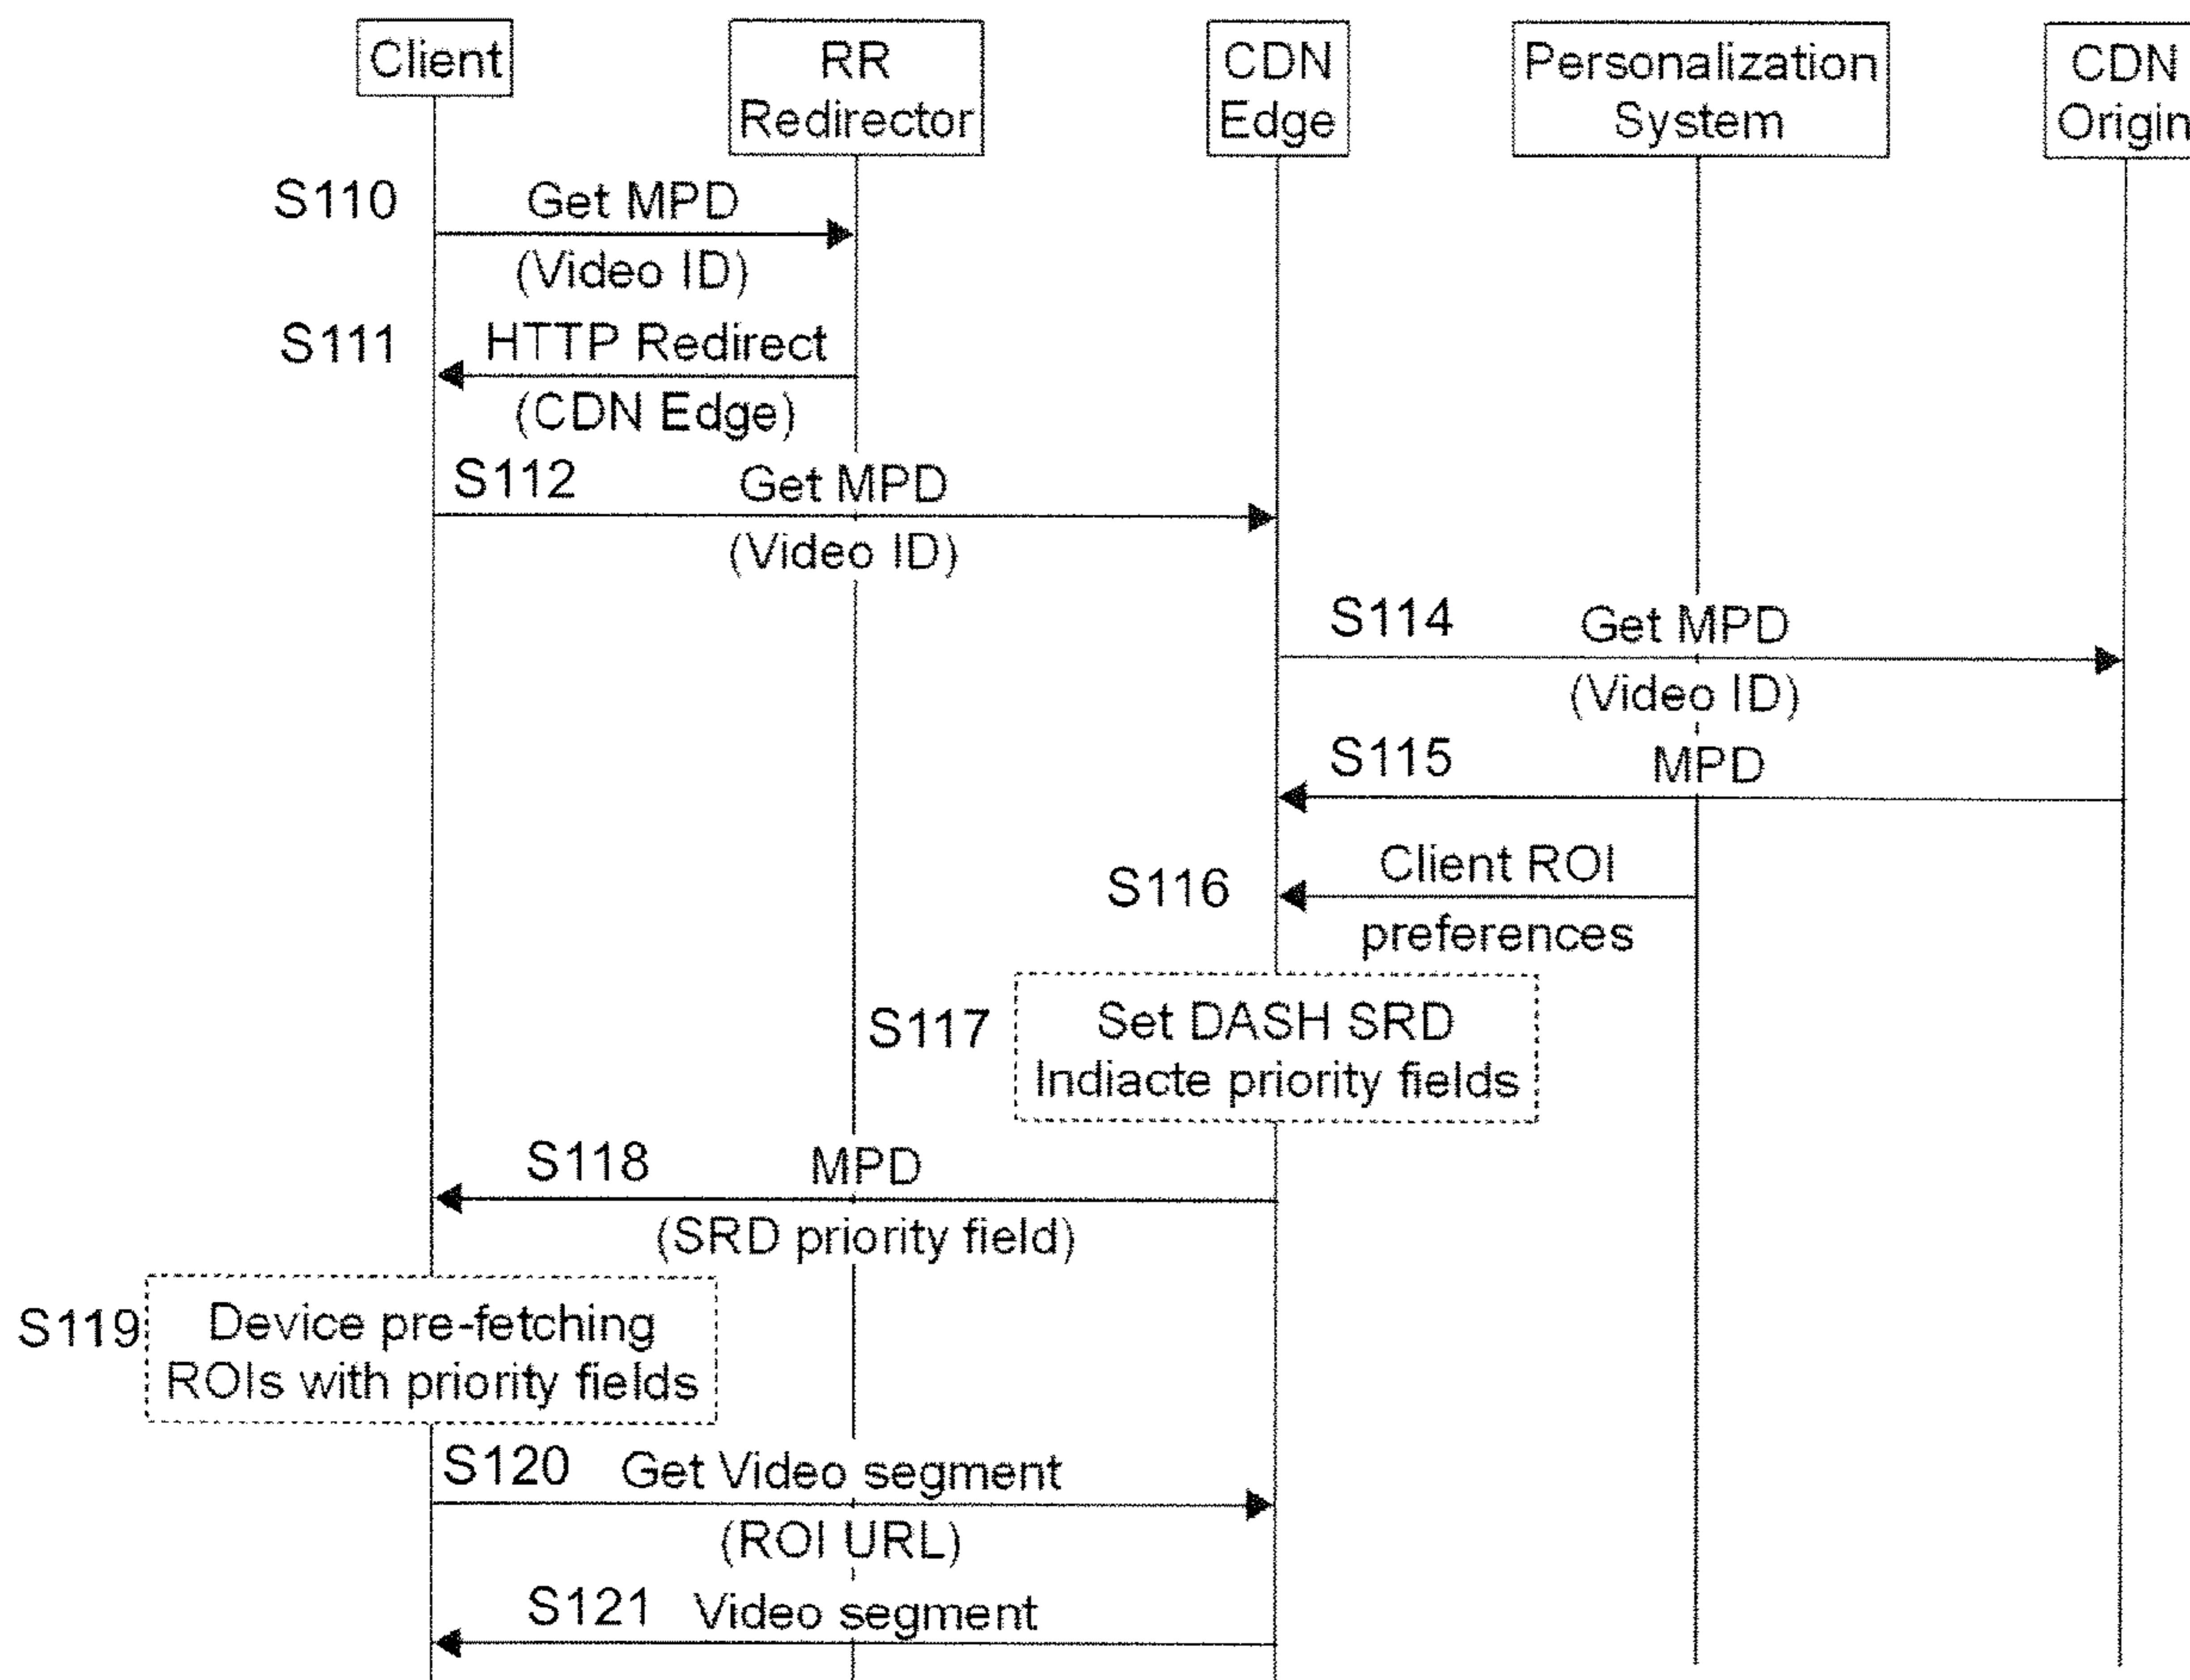 Client
RR
Redirector
CDN
Edge
Personalization
System
CDN
Origin
S110
Get MPD
(Video ID)
S111
HTTP Redirect
(CDN Edge)
S112
Get MPD
(Video ID)
S114
Get MPD
(Video ID)
S115
MPD
S116
Client ROI
preferences
S117
Set DASH SRD
Indiacte priority fields
S118
MPD
(SRD priority field)
S119
Device pre-fetching
ROIs with priority fields
S120
Get Video segment
(ROI URL)
S121
Video segment